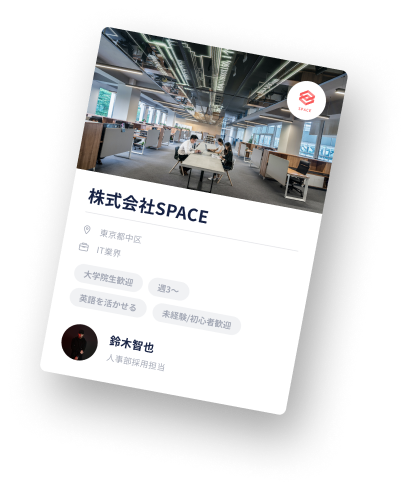 SPACE
株式会社SPACE
東京都中区
IT業界
大学院生歓迎 週3〜
英語を活かせる 未経験/初心者歓迎
鈴木智也
人事部採用担当